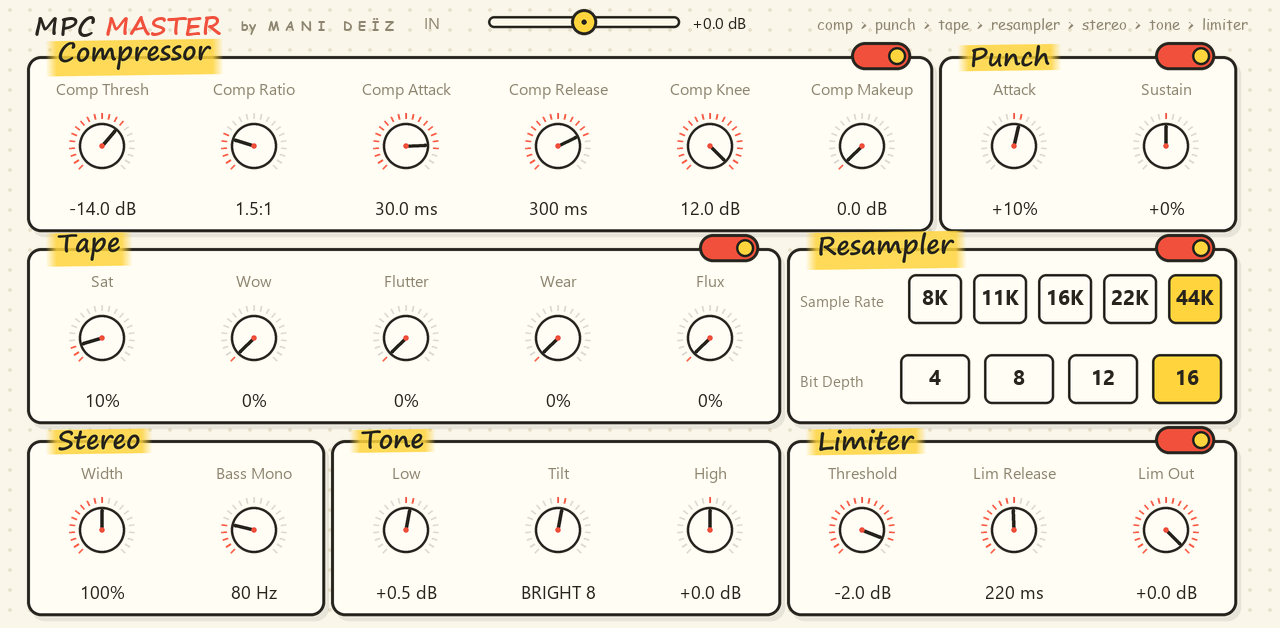 MPC MASTER by MANI DEÏZ IN +0.0 dB comp > punch > tape > resampler > stereo > tone > limiter
Compressor Punch
Comp Thresh Comp Ratio Comp Attack Comp Release Comp Knee Comp Makeup Attack Sustain
-14.0 dB 1.5:1 30.0 ms 300 ms 12.0 dB 0.0 dB +10% +0%
Tape Resampler
Sat Wow Flutter Wear Flux
Sample Rate 8K 11K 16K 22K 44K
Bit Depth 4 8 12 16
10% 0% 0% 0% 0%
Stereo Tone Limiter
Width Bass Mono Low Tilt High Threshold Lim Release Lim Out
100% 80 Hz +0.5 dB BRIGHT 8 +0.0 dB -2.0 dB 220 ms +0.0 dB